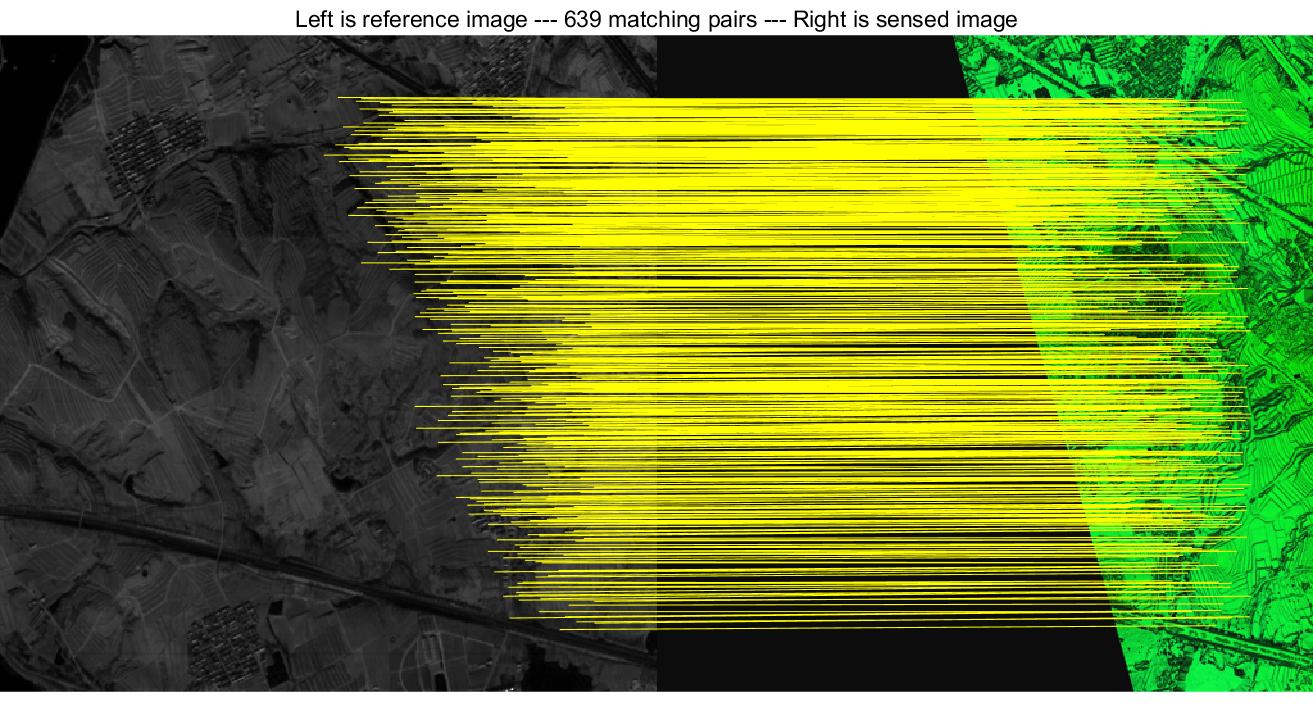 Left is reference image --- 639 matching pairs --- Right is sensed image